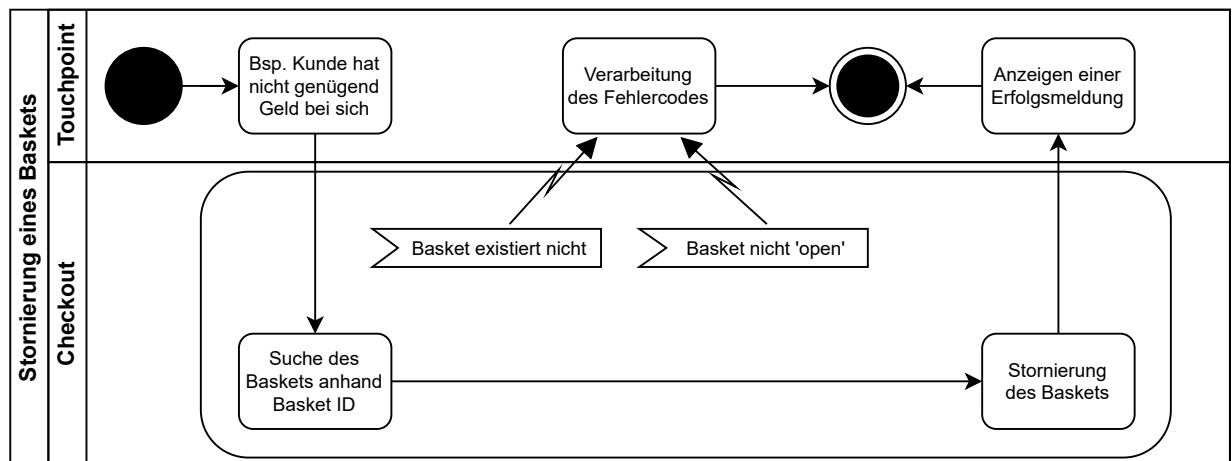 Stornierung eines Baskets
Touchpoint
Bsp. Kunde hat
nicht genügend
Geld bei sich
Verarbeitung
des Fehlercodes
Anzeigen einer
Erfolgsmeldung
Checkout
Basket existiert nicht
Basket nicht 'open'
Suche des
Baskets anhand
Basket ID
Stornierung
des Baskets